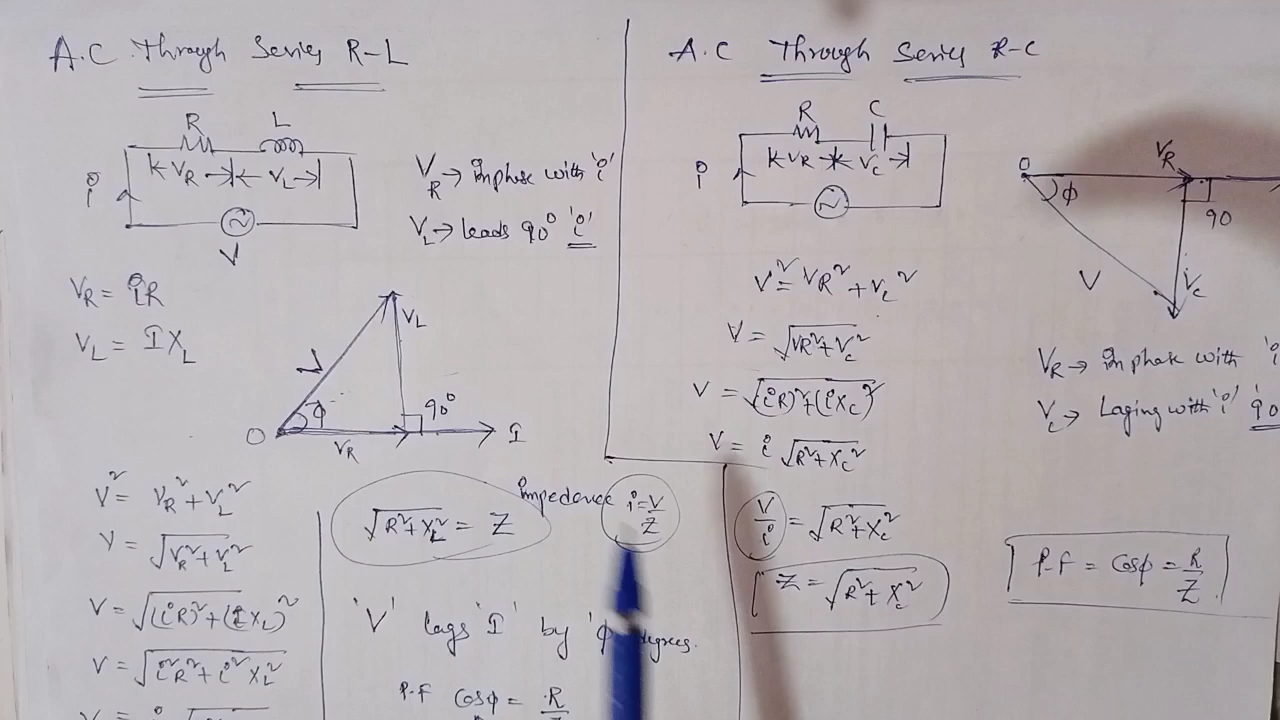 A.C Through Series R-L
R L
VR VL
i
V
VR → Inphase with 'i'
VL → leads 90° 'i'
VR = iR
VL = IXL
V VL
O φ VR 90° I
V² = VR² + VL²
V = √VR² + VL²
V = √(iR)² + (IXL)²
V = √i²R² + i²XL²
√R² + XL² = Z
impedence i = V/Z
'V' lags 'I' by 'φ
P.F Cosφ = R/Z
A.C Through Series R-C
R C
VR VC
i
O φ VR 90
V VC
V² = VR² + VC²
V = √VR² + VC²
V = √(iR)² + (iXC)²
V = i √R² + XC²
V/i = √R² + XC²
Z = √R² + XC²
VR → in phase with 'i
VC → Laging with 'i' '90
P.F = Cosφ = R/Z